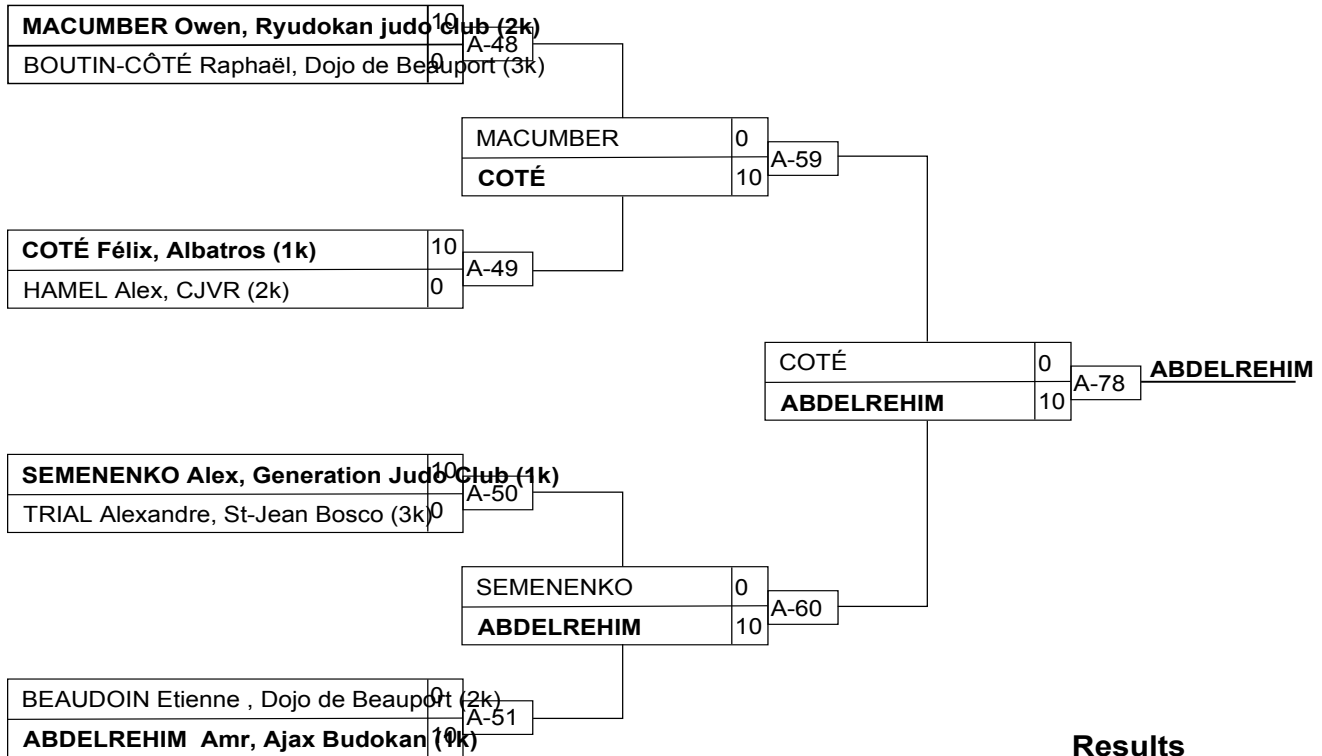 MACUMBER Owen, Ryudokan judo club (2k) 10
A-48
BOUTIN-CÔTÉ Raphaël, Dojo de Beauport (3k) 0
MACUMBER 0
A-59
COTÉ 10
COTÉ Félix, Albatros (1k) 10
A-49
HAMEL Alex, CJVR (2k) 0
COTÉ 0
A-78 ABDELREHIM
ABDELREHIM 10
SEMENENKO Alex, Generation Judo Club (1k) 10
A-50
TRIAL Alexandre, St-Jean Bosco (3k) 0
SEMENENKO 0
A-60
ABDELREHIM 10
BEAUDOIN Etienne , Dojo de Beauport (2k) 0
A-51
ABDELREHIM Amr, Ajax Budokan (1k) 10
Results